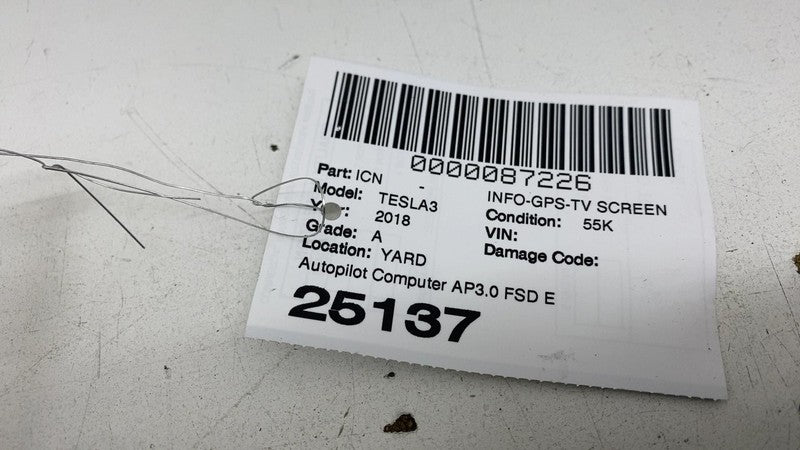 0000087226
Part: ICN - INFO-GPS-TV SCREEN
Model: TESLA3 Condition: 55K
Year: 2018 VIN:
Grade: A Damage Code:
Location: YARD
Autopilot Computer AP3.0 FSD E
25137